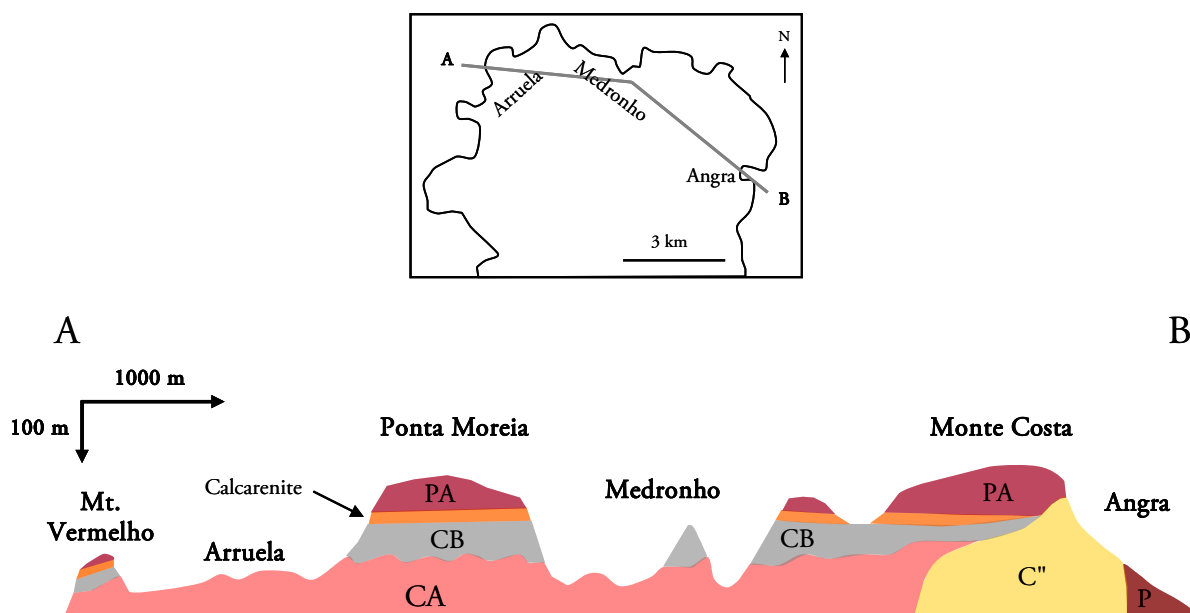 N
A
Arruela
Medronho
Angra
B
3 km
A
B
1000 m
100 m
Ponta Moreia
Monte Costa
Calcarenite
PA
Medronho
PA
Mt.
Vermelho
Angra
Arruela
CB
CB
CA
C"
P